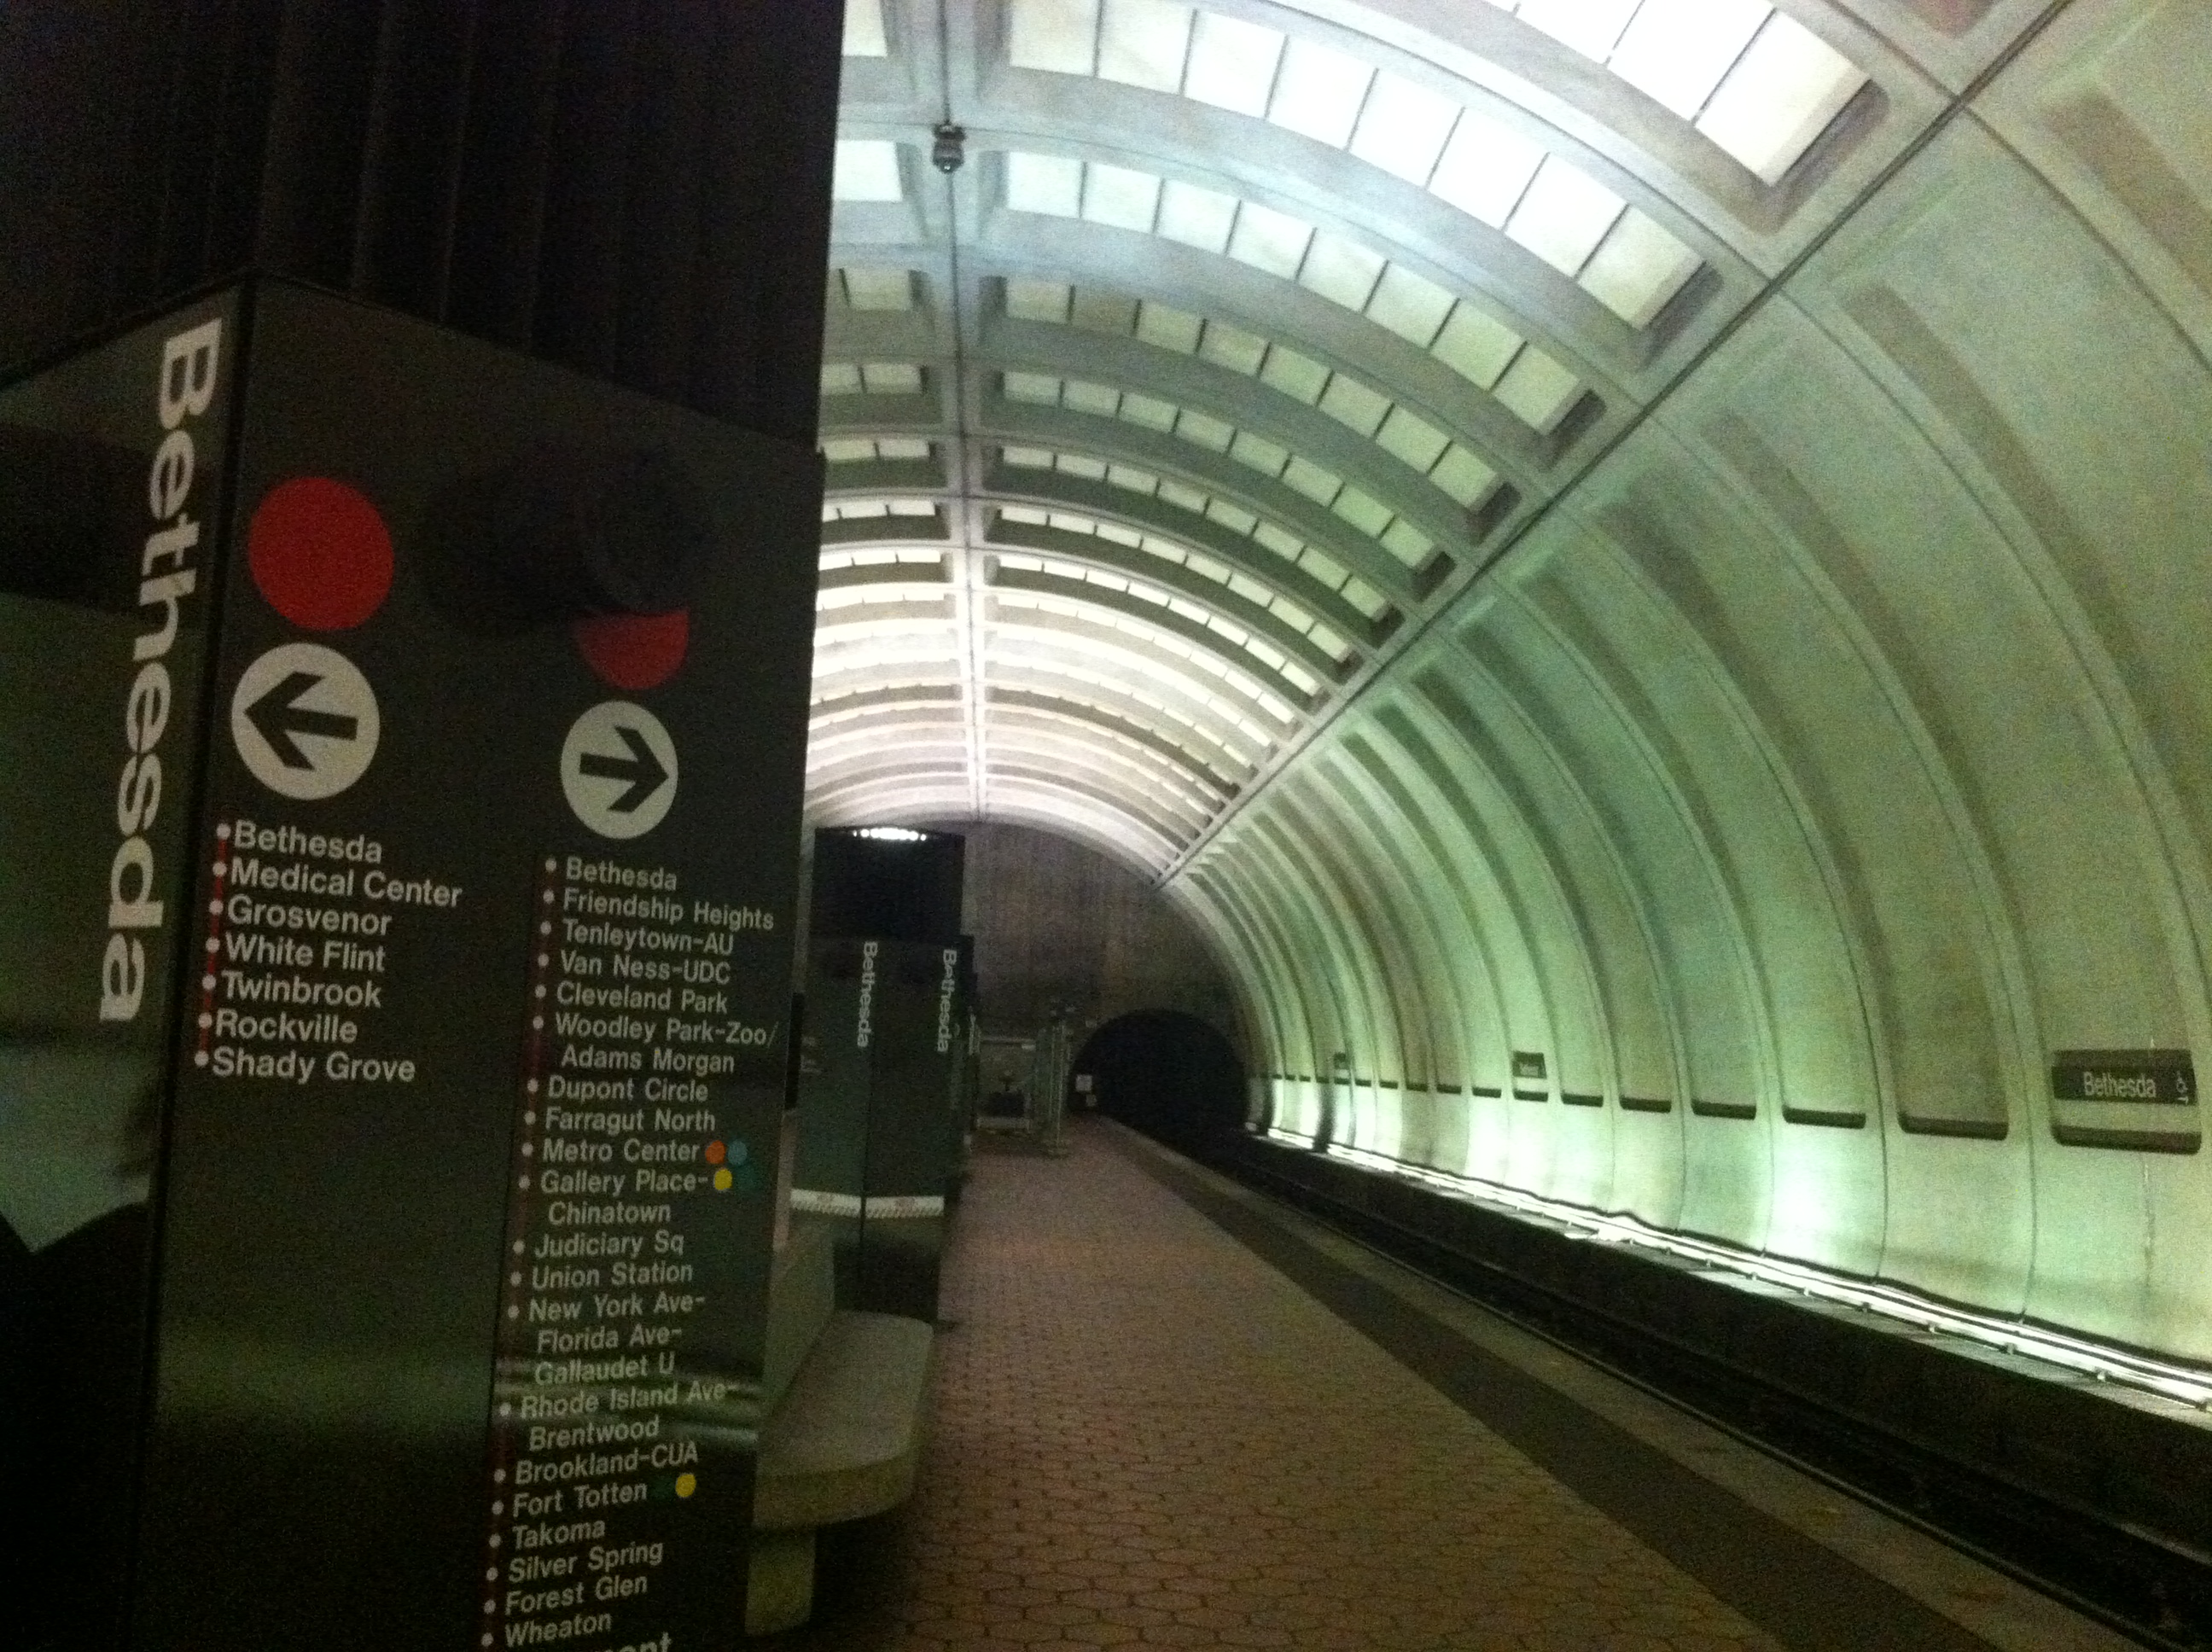 Bethesda
Bethesda
Medical Center
Grosvenor
White Flint
Twinbrook
Rockville
Shady Grove
Bethesda
Friendship Heights
Tenleytown-AU
Van Ness-UDC
Cleveland Park
Woodley Park-Zoo/
Adams Morgan
Dupont Circle
Farragut North
Metro Center
Gallery Place-
Chinatown
Judiciary Sq
Union Station
New York Ave-
Florida Ave-
Gallaudet U
Rhode Island Ave-
Brentwood
Brookland-CUA
Fort Totten
Takoma
Silver Spring
Forest Glen
Wheaton
Bethesda
Bethesda
Bethesda